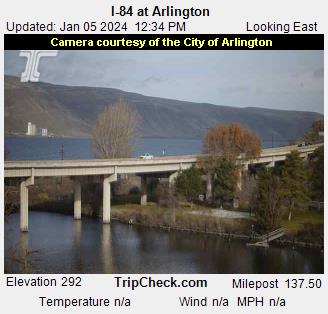 I-84 at Arlington
Updated: Jan 05 2024 12:34 PM Looking East
Camera courtesy of the City of Arlington
Elevation 292 TripCheck.com Milepost 137.50
Temperature n/a Wind n/a MPH n/a